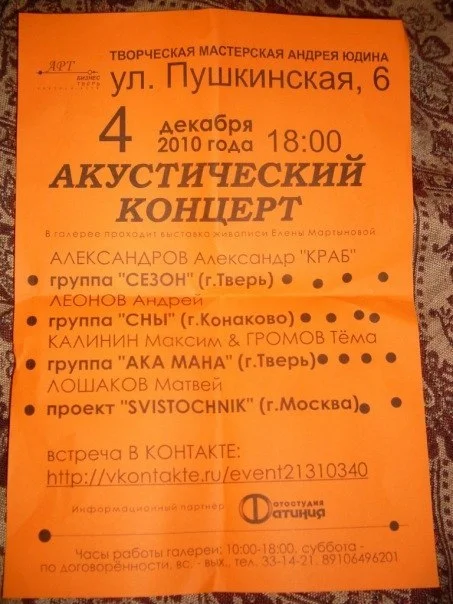 АРТ
БИЗНЕС
ТВЕРЬ
ТВОРЧЕСКАЯ МАСТЕРСКАЯ АНДРЕЯ ЮДИНА
ул. Пушкинская, 6
4 декабря 2010 года 18:00
АКУСТИЧЕСКИЙ
КОНЦЕРТ
В галерее проходит выставка живописи Елены Мартыновой
АЛЕКСАНДРОВ Александр "КРАБ"
группа "СЕЗОН" (г.Тверь)
ЛЕОНОВ Андрей
группа "СНЫ" (г.Конаково)
КАЛИНИН Максим & ГРОМОВ Тёма
группа "АКА МАНА" (г.Тверь)
ЛОШАКОВ Матвей
проект "SVISTOCHNIK" (г.Москва)
встреча В КОНТАКТЕ:
http://vkontakte.ru/event21310340
Информационный партнер Фотостудия Фатиния
Часы работы галереи: 10:00-18:00, суббота -
по договорённости, вс. - вых., тел. 33-14-21, 89106496201